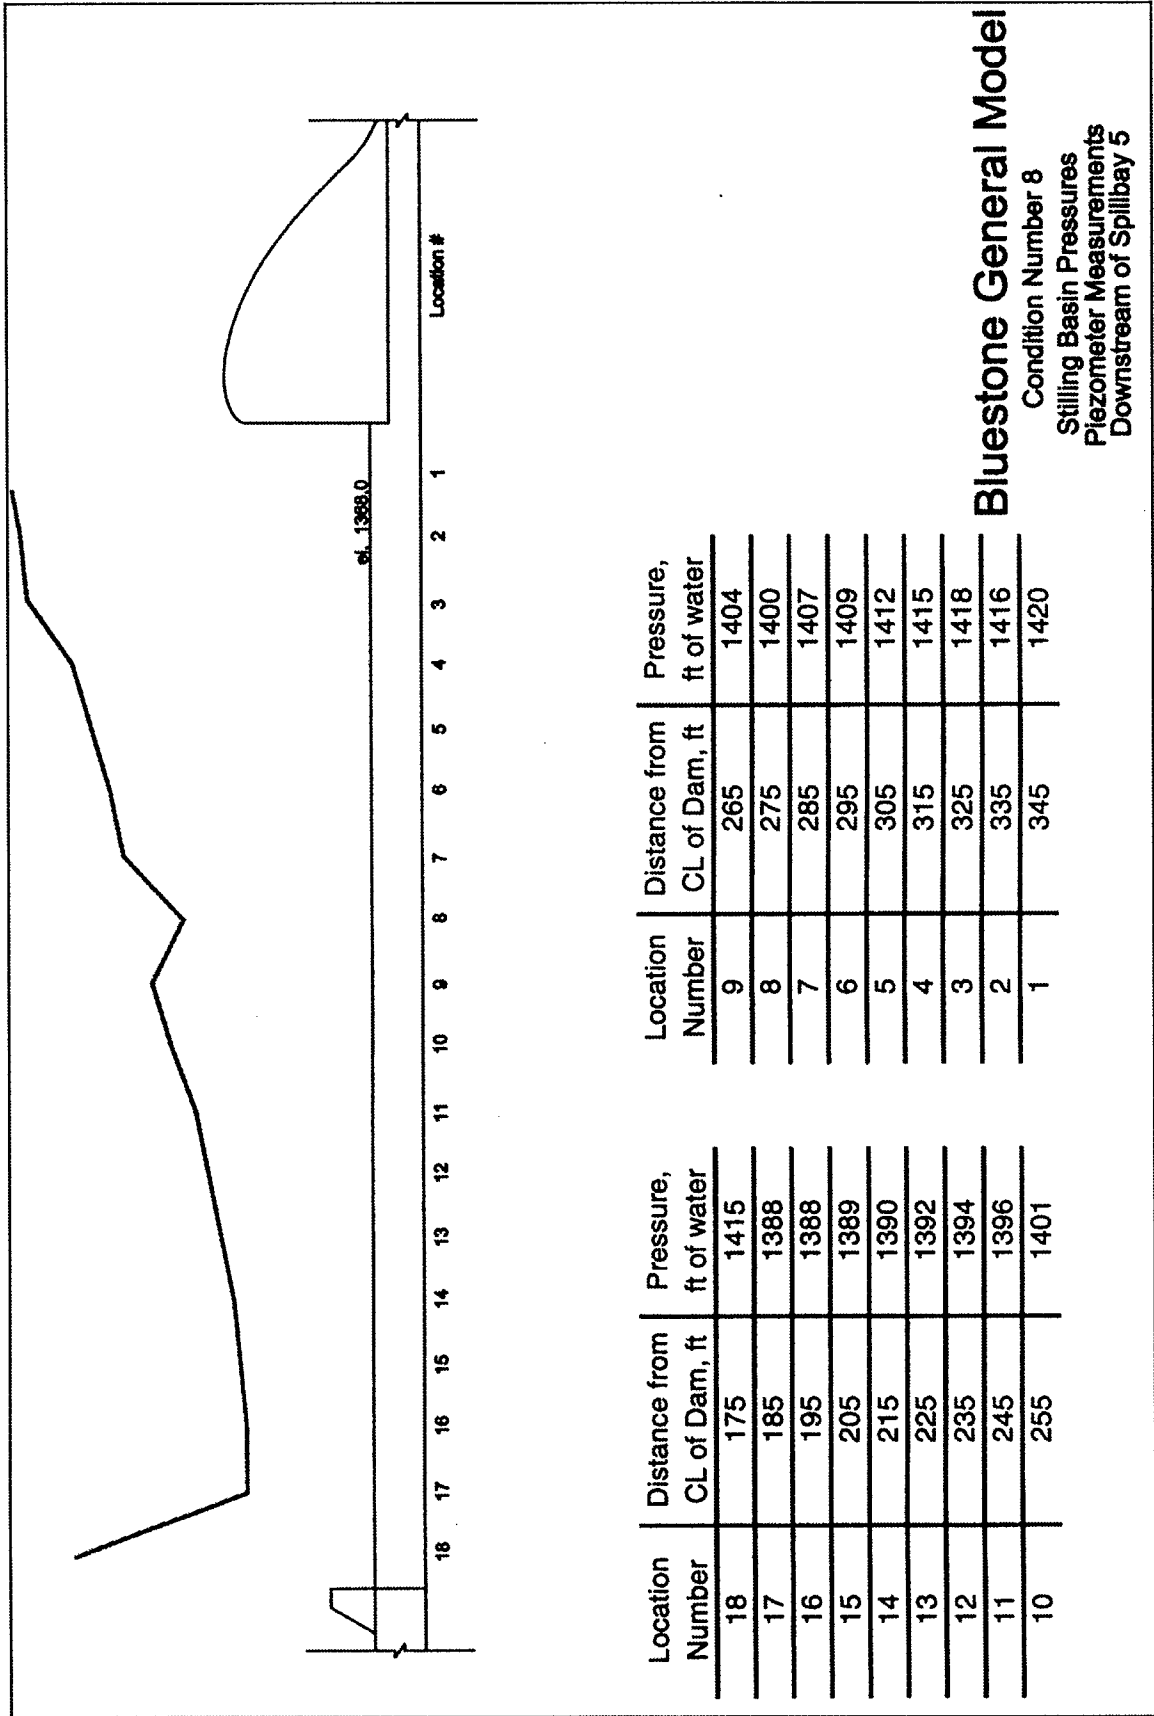 el. 1368.0
18 17 16 15 14 13 12 11 10 9 8 7 6 5 4 3 2 1 Location #
Location Distance from Pressure,
Number CL of Dam, ft ft of water
18 175 1415
17 185 1388
16 195 1388
15 205 1389
14 215 1390
13 225 1392
12 235 1394
11 245 1396
10 255 1401
Location Distance from Pressure,
Number CL of Dam, ft ft of water
9 265 1404
8 275 1400
7 285 1407
6 295 1409
5 305 1412
4 315 1415
3 325 1418
2 335 1416
1 345 1420
Bluestone General Model
Condition Number 8
Stilling Basin Pressures
Piezometer Measurements
Downstream of Spillbay 5